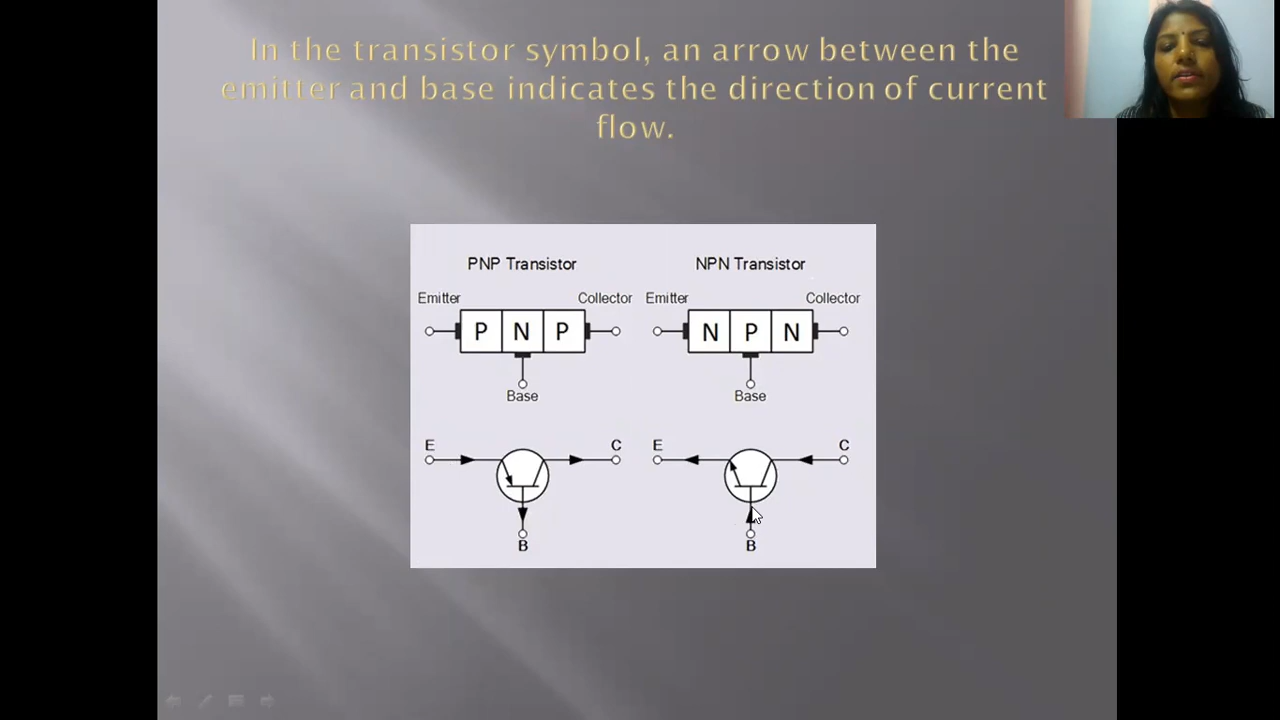 In the transistor symbol, an arrow between the
emitter and base indicates the direction of current
flow.
PNP Transistor
NPN Transistor
Emitter
Collector
Emitter
Collector
P N P
N P N
Base
Base
E
C
E
C
B
B